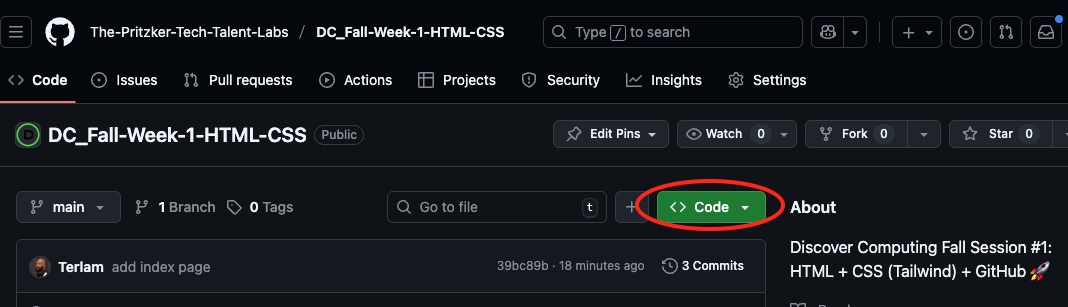 The-Pritzker-Tech-Talent-Labs / DC_Fall-Week-1-HTML-CSS Type / to search
Code Issues Pull requests Actions Projects Security Insights Settings
DC_Fall-Week-1-HTML-CSS Public Edit Pins Watch 0 Fork 0 Star 0
main 1 Branch 0 Tags Go to file t Code
About
Terlam add index page 39bc89b · 18 minutes ago 3 Commits
Discover Computing Fall Session #1:
HTML + CSS (Tailwind) + GitHub 🚀